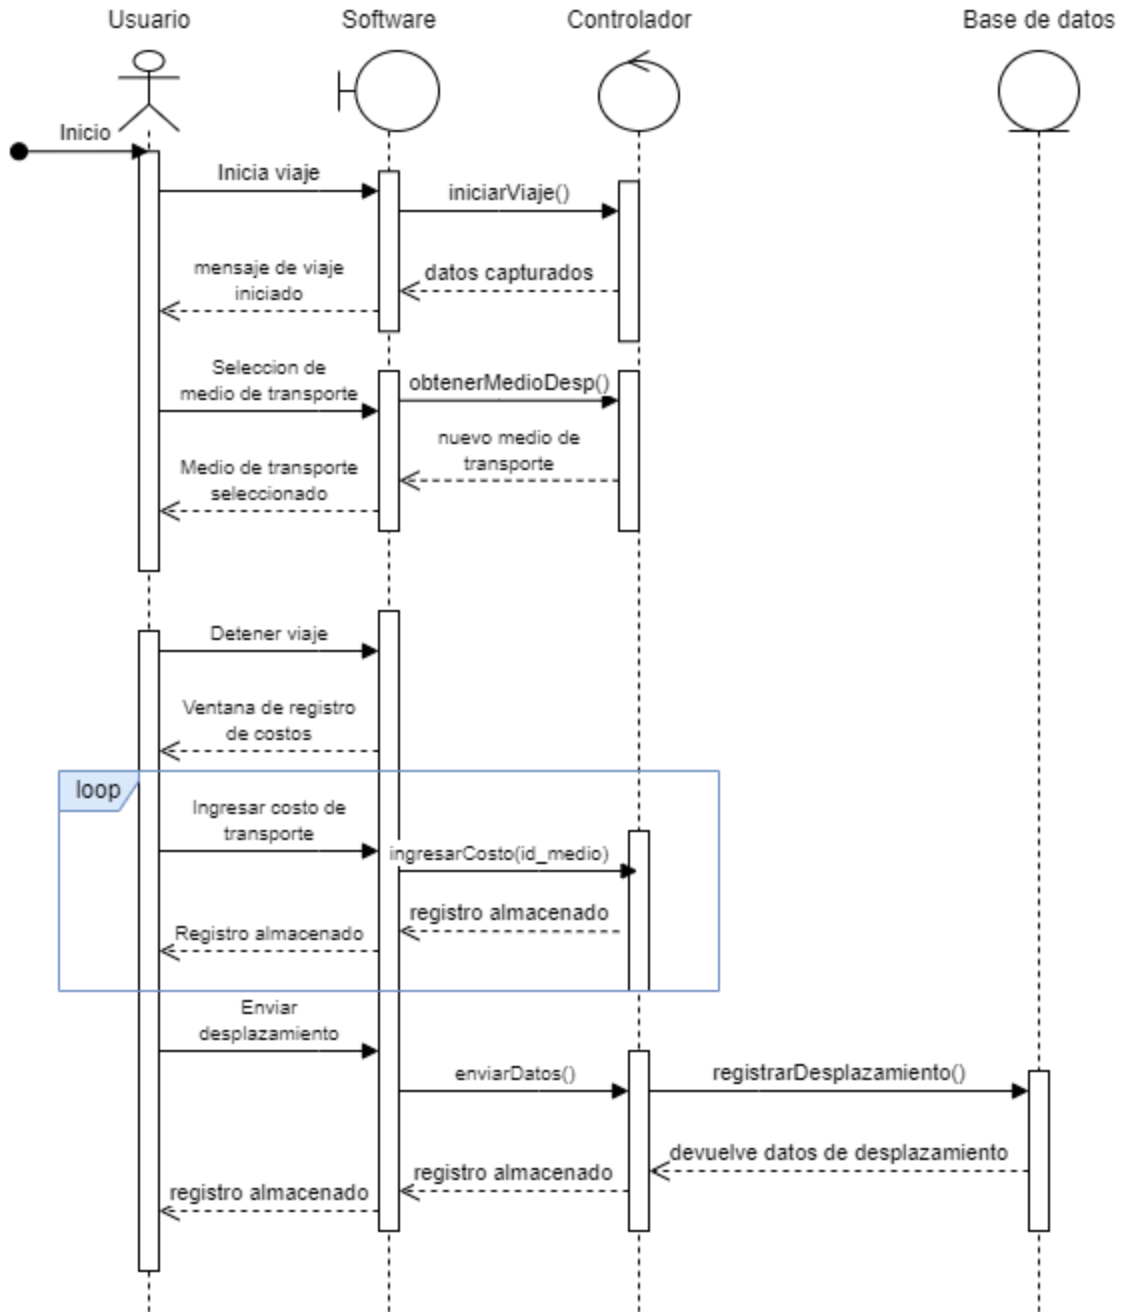 Usuario
Software
Controlador
Base de datos
Inicio
Inicia viaje
iniciarViaje()
mensaje de viaje
iniciado
datos capturados
Seleccion de
medio de transporte
obtenerMedioDesp()
nuevo medio de
transporte
Medio de transporte
seleccionado
Detener viaje
Ventana de registro
de costos
loop
Ingresar costo de
transporte
ingresarCosto(id_medio)
registro almacenado
Registro almacenado
Enviar
desplazamiento
enviarDatos()
registrarDesplazamiento()
devuelve datos de desplazamiento
registro almacenado
registro almacenado